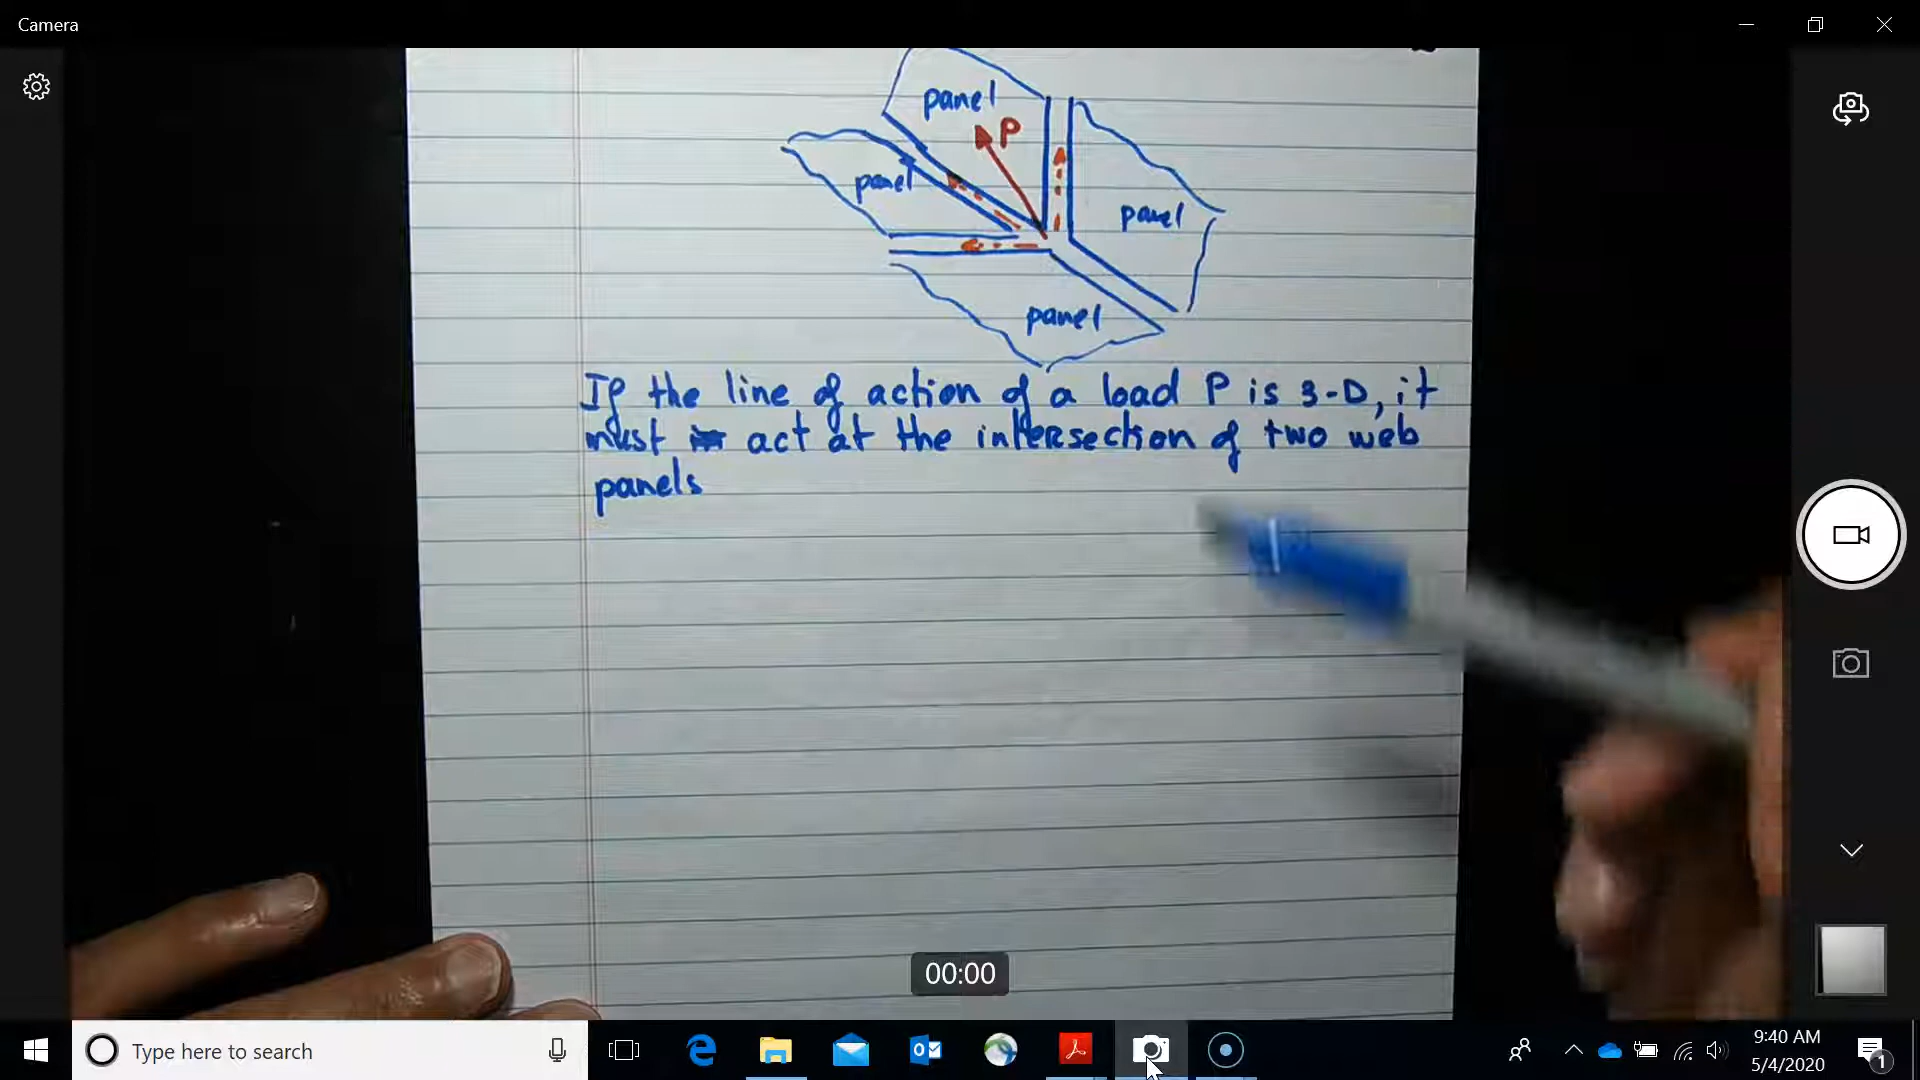 Camera
panel
P
panel
panel
panel
If the line of action of a load P is 3-D, it
must act at the intersection of two web
panels
00:00
Type here to search
9:40 AM
5/4/2020
1